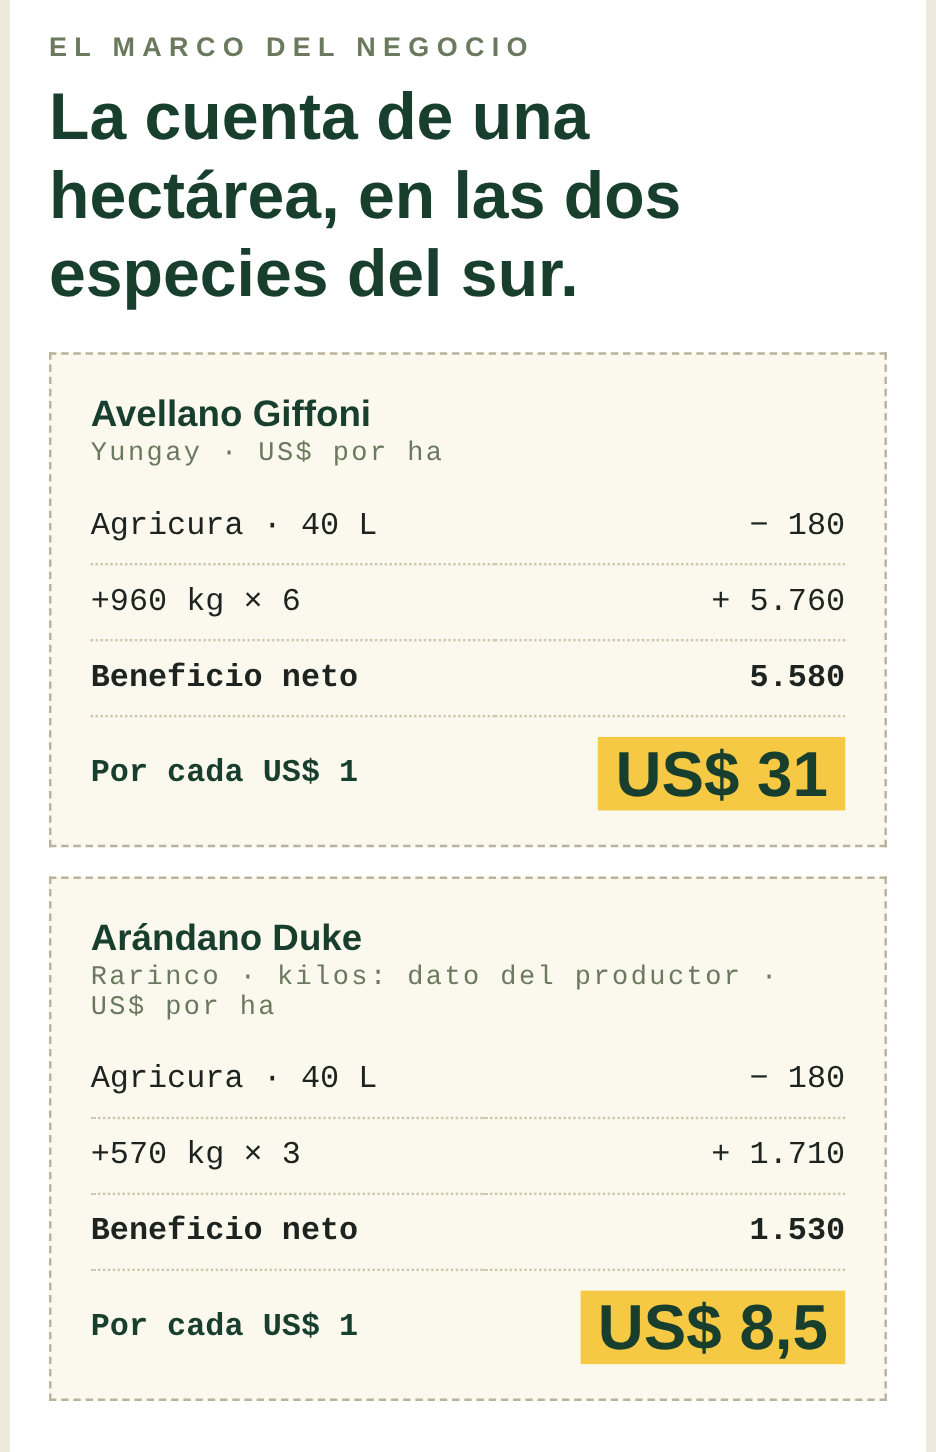 EL MARCO DEL NEGOCIO
La cuenta de una
hectárea, en las dos
especies del sur.
Avellano Giffoni
Yungay · US$ por ha
Agricura · 40 L − 180
+960 kg × 6 + 5.760
Beneficio neto 5.580
Por cada US$ 1 US$ 31
Arándano Duke
Rarinco · kilos: dato del productor ·
US$ por ha
Agricura · 40 L − 180
+570 kg × 3 + 1.710
Beneficio neto 1.530
Por cada US$ 1 US$ 8,5